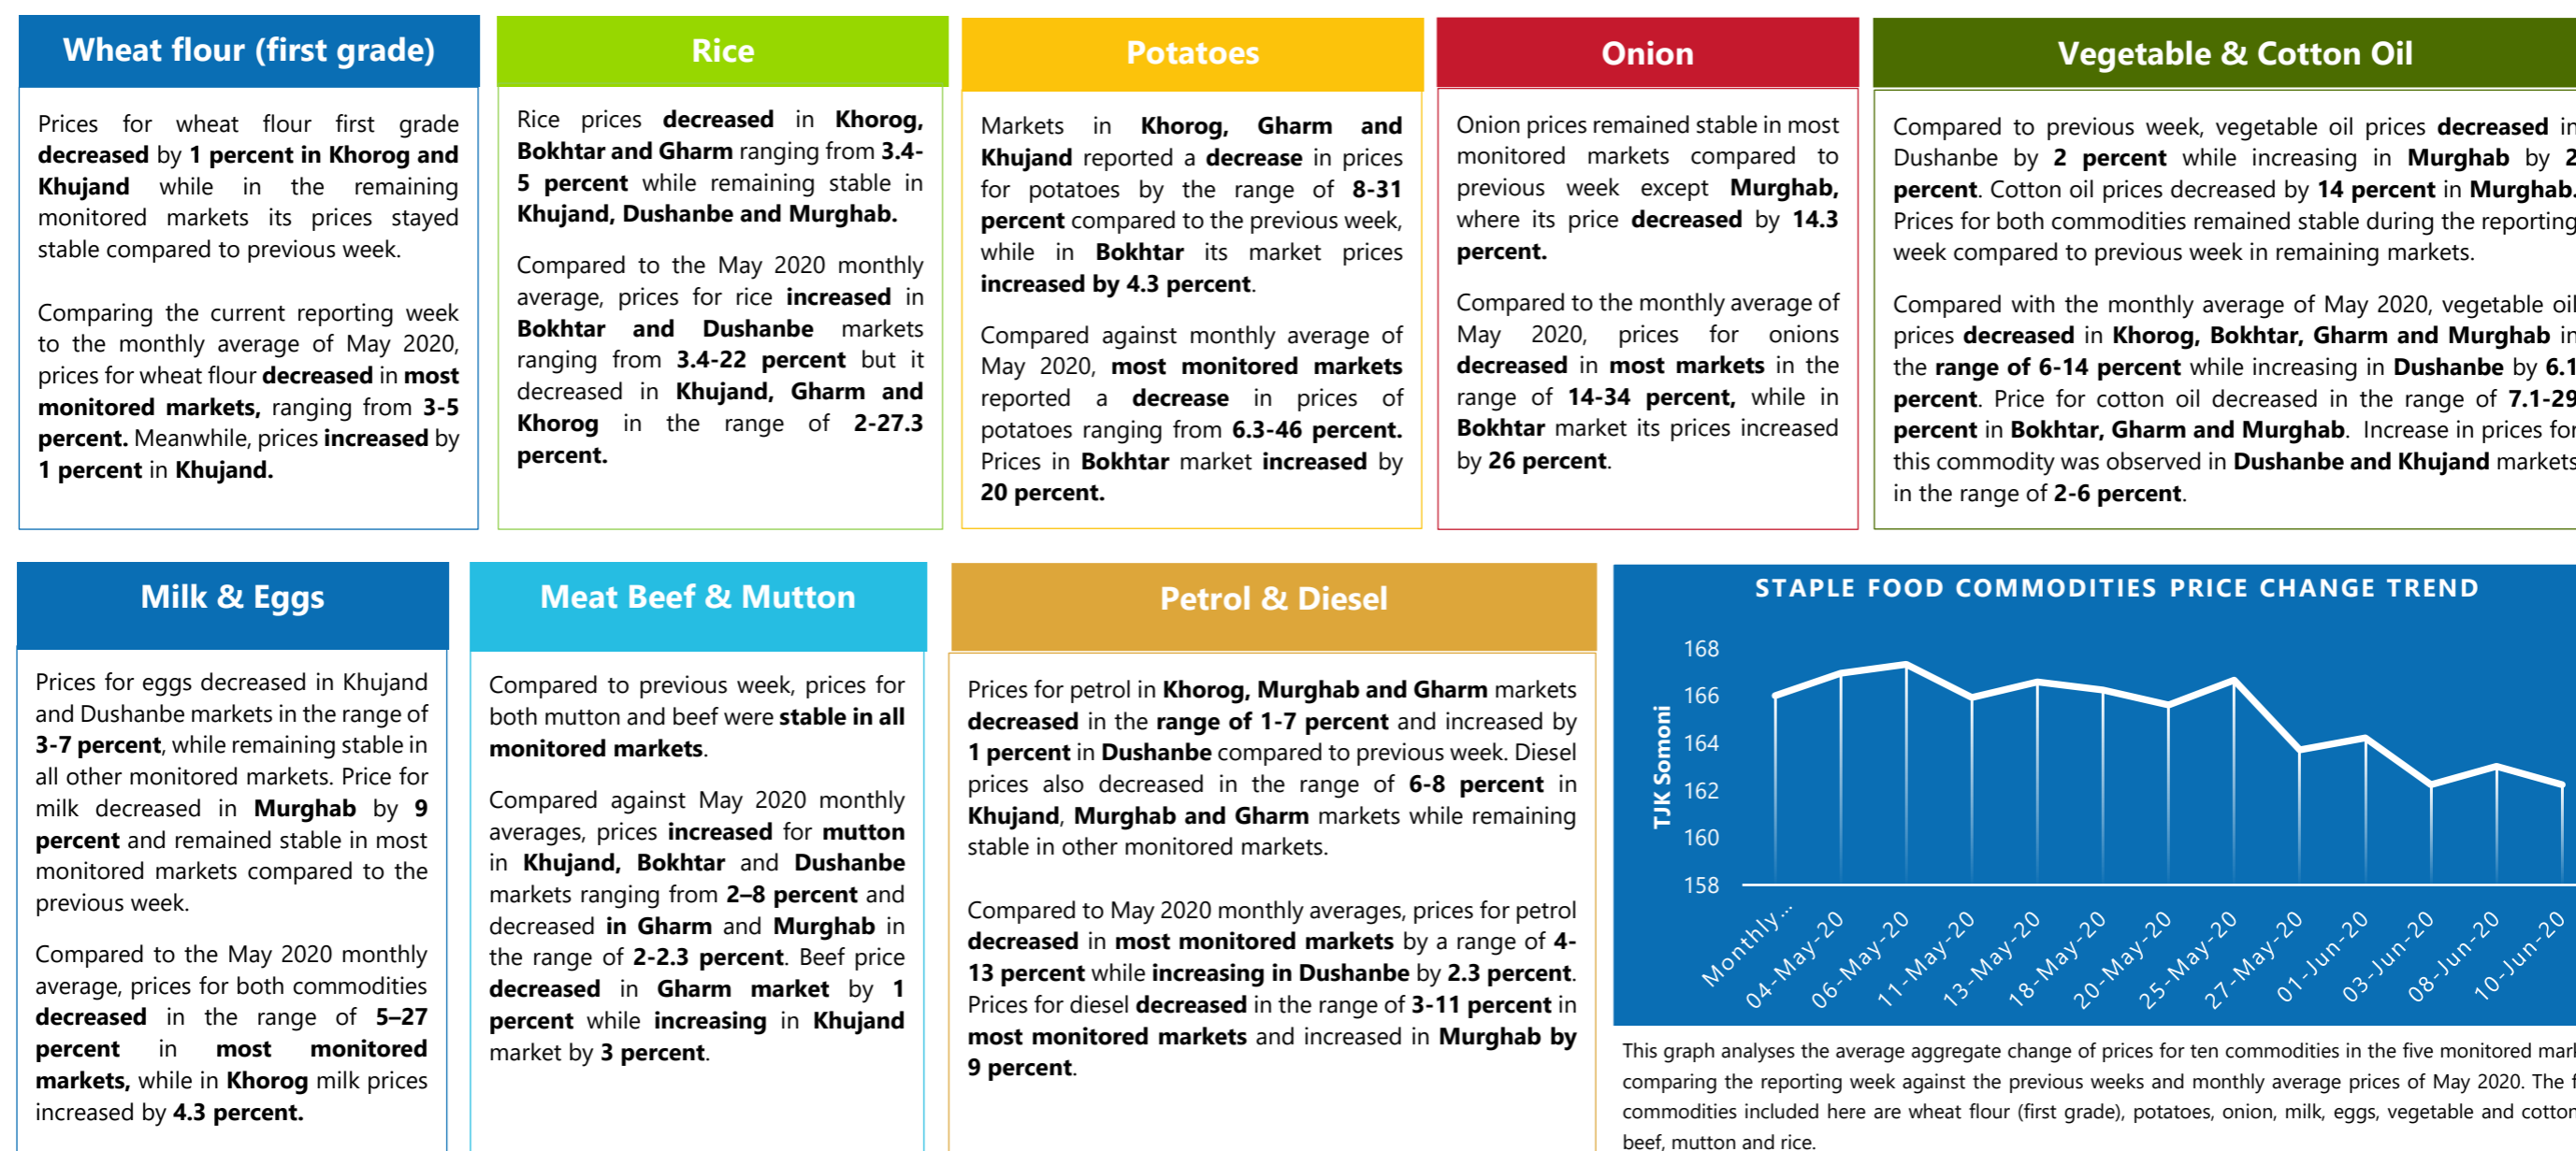 Wheat flour (first grade)
Prices for wheat flour first grade
decreased by 1 percent in Khorog and
Khujand while in the remaining
monitored markets its prices stayed
stable compared to previous week.
Comparing the current reporting week
to the monthly average of May 2020,
prices for wheat flour decreased in most
monitored markets, ranging from 3-5
percent. Meanwhile, prices increased by
1 percent in Khujand.
Rice
Rice prices decreased in Khorog,
Bokhtar and Gharm ranging from 3.4-
5 percent while remaining stable in
Khujand, Dushanbe and Murghab.
Compared to the May 2020 monthly
average, prices for rice increased in
Bokhtar and Dushanbe markets
ranging from 3.4-22 percent but it
decreased in Khujand, Gharm and
Khorog in the range of 2-27.3
percent.
Potatoes
Markets in Khorog, Gharm and
Khujand reported a decrease in prices
for potatoes by the range of 8-31
percent compared to the previous week,
while in Bokhtar its market prices
increased by 4.3 percent.
Compared against monthly average of
May 2020, most monitored markets
reported a decrease in prices of
potatoes ranging from 6.3-46 percent.
Prices in Bokhtar market increased by
20 percent.
Onion
Onion prices remained stable in most
monitored markets compared to
previous week except Murghab,
where its price decreased by 14.3
percent.
Compared to the monthly average of
May 2020, prices for onions
decreased in most markets in the
range of 14-34 percent, while in
Bokhtar market its prices increased
by 26 percent.
Vegetable & Cotton Oil
Compared to previous week, vegetable oil prices decreased in
Dushanbe by 2 percent while increasing in Murghab by 2
percent. Cotton oil prices decreased by 14 percent in Murghab.
Prices for both commodities remained stable during the reporting
week compared to previous week in remaining markets.
Compared with the monthly average of May 2020, vegetable oil
prices decreased in Khorog, Bokhtar, Gharm and Murghab in
the range of 6-14 percent while increasing in Dushanbe by 6.1
percent. Price for cotton oil decreased in the range of 7.1-29
percent in Bokhtar, Gharm and Murghab. Increase in prices for
this commodity was observed in Dushanbe and Khujand markets
in the range of 2-6 percent.
Milk & Eggs
Prices for eggs decreased in Khujand
and Dushanbe markets in the range of
3-7 percent, while remaining stable in
all other monitored markets. Price for
milk decreased in Murghab by 9
percent and remained stable in most
monitored markets compared to the
previous week.
Compared to the May 2020 monthly
average, prices for both commodities
decreased in the range of 5–27
percent in most monitored
markets, while in Khorog milk prices
increased by 4.3 percent.
Meat Beef & Mutton
Compared to previous week, prices for
both mutton and beef were stable in all
monitored markets.
Compared against May 2020 monthly
averages, prices increased for mutton
in Khujand, Bokhtar and Dushanbe
markets ranging from 2–8 percent and
decreased in Gharm and Murghab in
the range of 2-2.3 percent. Beef price
decreased in Gharm market by 1
percent while increasing in Khujand
market by 3 percent.
Petrol & Diesel
Prices for petrol in Khorog, Murghab and Gharm markets
decreased in the range of 1-7 percent and increased by
1 percent in Dushanbe compared to previous week. Diesel
prices also decreased in the range of 6-8 percent in
Khujand, Murghab and Gharm markets while remaining
stable in other monitored markets.
Compared to May 2020 monthly averages, prices for petrol
decreased in most monitored markets by a range of 4-
13 percent while increasing in Dushanbe by 2.3 percent.
Prices for diesel decreased in the range of 3-11 percent in
most monitored markets and increased in Murghab by
9 percent.
STAPLE FOOD COMMODITIES PRICE CHANGE TREND
TJK Somoni
168
166
164
162
160
158
Monthly...
04-May-20
06-May-20
11-May-20
13-May-20
18-May-20
20-May-20
25-May-20
27-May-20
01-Jun-20
03-Jun-20
08-Jun-20
10-Jun-20
This graph analyses the average aggregate change of prices for ten commodities in the five monitored
comparing the reporting week against the previous weeks and monthly average prices of May 2020. The
commodities included here are wheat flour (first grade), potatoes, onion, milk, eggs, vegetable and cotton
beef, mutton and rice.